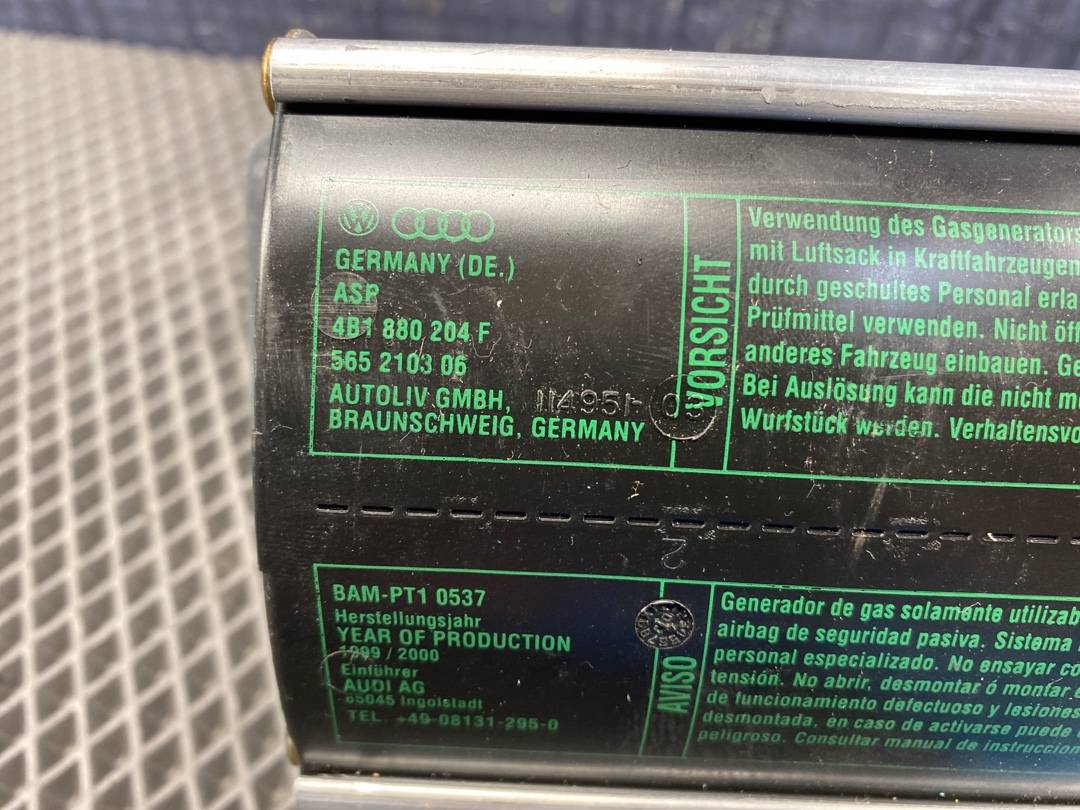 GERMANY (DE.)
ASP
4B1 880 204 F
565 2103 06
AUTOLIV GMBH,
BRAUNSCHWEIG, GERMANY
VORSICHT
Verwendung des Gasgenerators
mit Luftsack in Kraftfahrzeugen
durch geschultes Personal erla
Prüfmittel verwenden. Nicht öff
anderes Fahrzeug einbauen. Ge
Bei Auslösung kann die nicht m
Wurfstück werden. Verhaltensvo
BAM-PT1 0537
Herstellungsjahr
YEAR OF PRODUCTION
1999 / 2000
Einführer
AUDI AG
85045 Ingolstadt
TEL. +49-08131-295-0
AVISO
Generador de gas solamente utilizab
airbag de seguridad pasiva. Sistema
personal especializado. No ensayar co
tensión. No abrir, desmontar ó montar
de funcionamiento defectuoso y lesiones
desmontada, en caso de activarse puede
peligroso. Consultar manual de instruccion